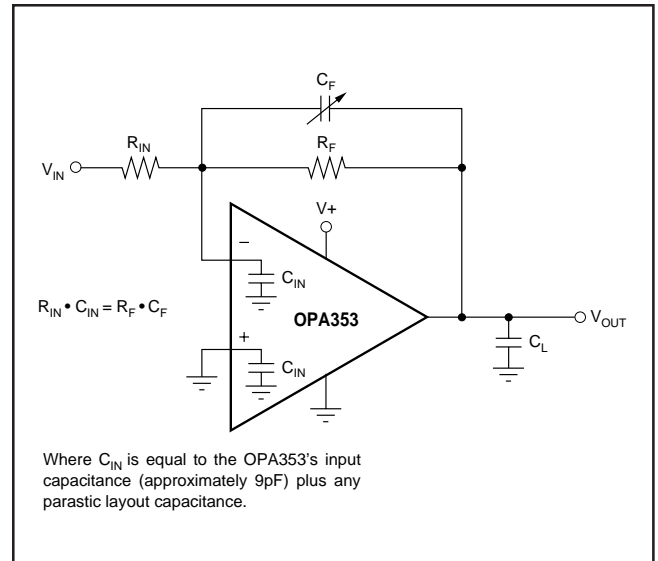 C_F
R_IN
R_F
V_IN
V+
−
C_IN
OPA353
R_IN • C_IN = R_F • C_F
+
C_IN
V_OUT
C_L
Where C_IN is equal to the OPA353's input
capacitance (approximately 9pF) plus any
parastic layout capacitance.